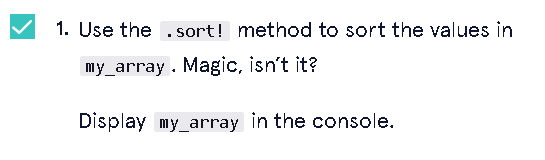 1. Use the .sort! method to sort the values in
my_array. Magic, isn’t it?
Display my_array in the console.